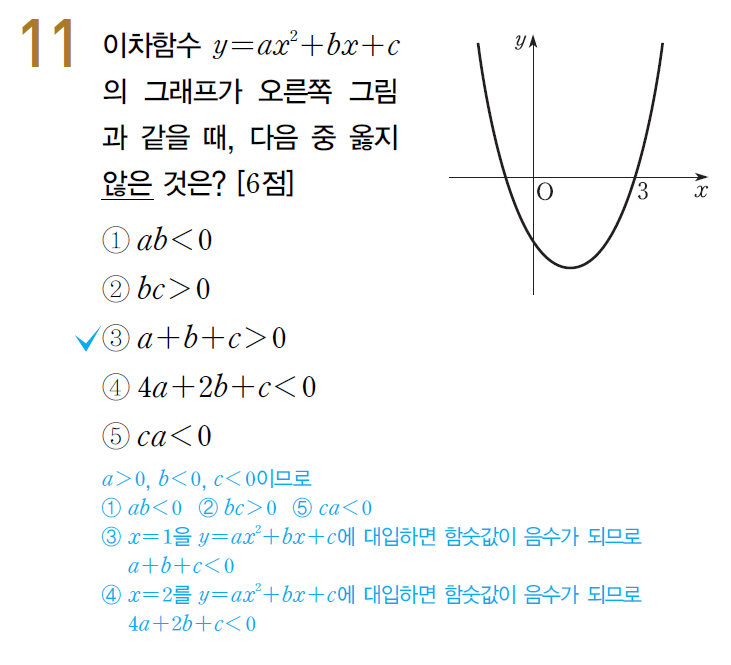 11 이차함수 y=ax²+bx+c
의 그래프가 오른쪽 그림
과 같을 때, 다음 중 옳지
않은 것은? [6점]
y
O
3
x
① ab<0
② bc>0
③ a+b+c>0
④ 4a+2b+c<0
⑤ ca<0
a>0, b<0, c<0이므로
① ab<0 ② bc>0 ⑤ ca<0
③ x=1을 y=ax²+bx+c에 대입하면 함숫값이 음수가 되므로
a+b+c<0
④ x=2를 y=ax²+bx+c에 대입하면 함숫값이 음수가 되므로
4a+2b+c<0